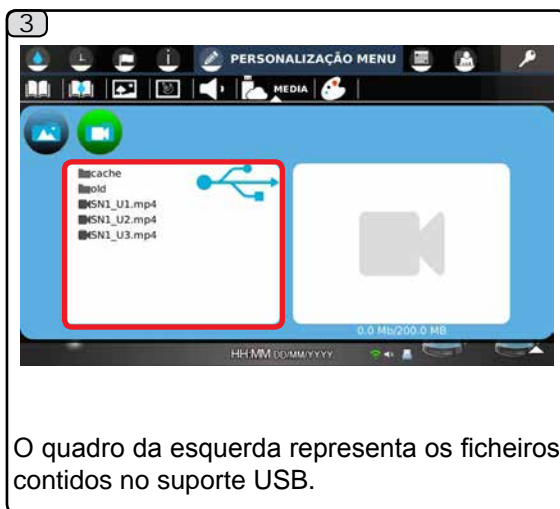 3
PERSONALIZAÇÃO MENU
MEDIA
cache
old
SN1_U1.mp4
SN1_U2.mp4
SN1_U3.mp4
0.0 Mb/200.0 MB
HH:MM DD/MM/YYYY
O quadro da esquerda representa os ficheiros
contidos no suporte USB.